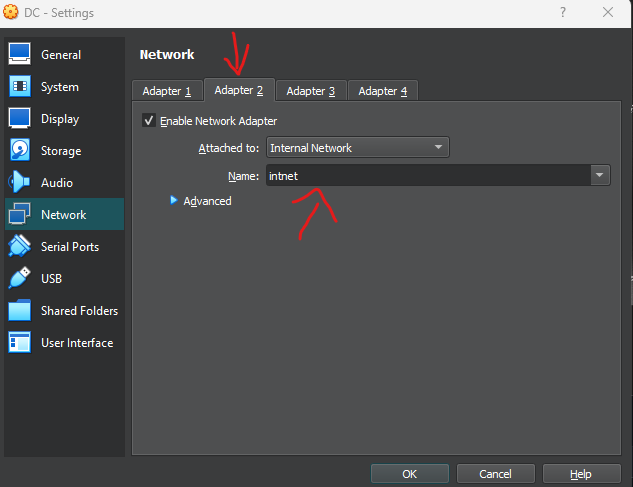 DC - Settings
?
General
System
Display
Storage
Audio
Network
Serial Ports
USB
Shared Folders
User Interface
Network
Adapter 1
Adapter 2
Adapter 3
Adapter 4
Enable Network Adapter
Attached to: Internal Network
Name: intnet
Advanced
OK
Cancel
Help